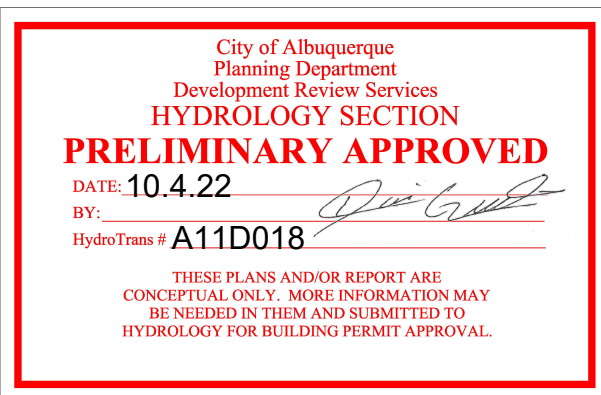 City of Albuquerque
Planning Department
Development Review Services
HYDROLOGY SECTION
PRELIMINARY APPROVED
DATE: 10.4.22
BY:
HydroTrans # A11D018
THESE PLANS AND/OR REPORT ARE
CONCEPTUAL ONLY. MORE INFORMATION MAY
BE NEEDED IN THEM AND SUBMITTED TO
HYDROLOGY FOR BUILDING PERMIT APPROVAL.